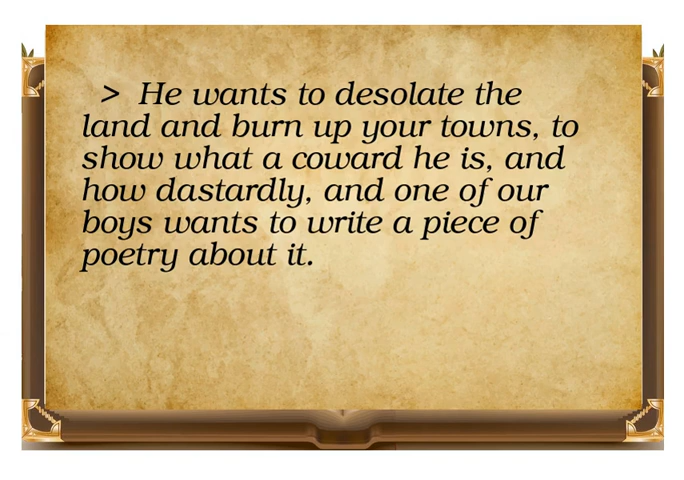 > He wants to desolate the
land and burn up your towns, to
show what a coward he is, and
how dastardly, and one of our
boys wants to write a piece of
poetry about it.